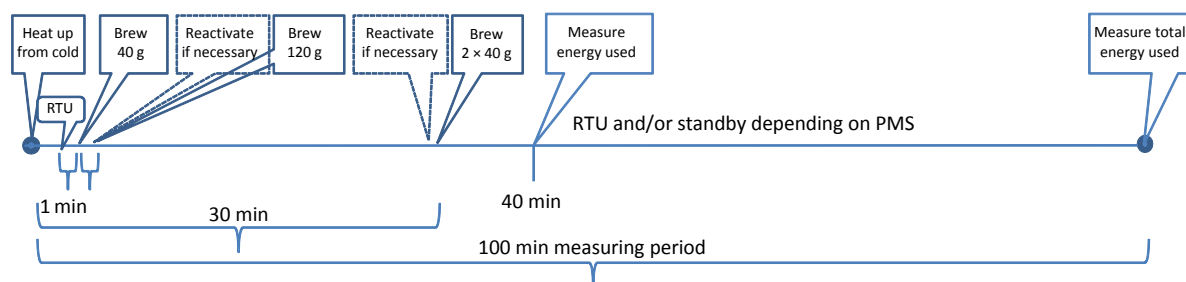 Heat up
from cold
Brew
40 g
Reactivate
if necessary
Brew
120 g
Reactivate
if necessary
Brew
2 × 40 g
Measure
energy used
Measure total
energy used
RTU
RTU and/or standby depending on PMS
1 min
40 min
30 min
100 min measuring period